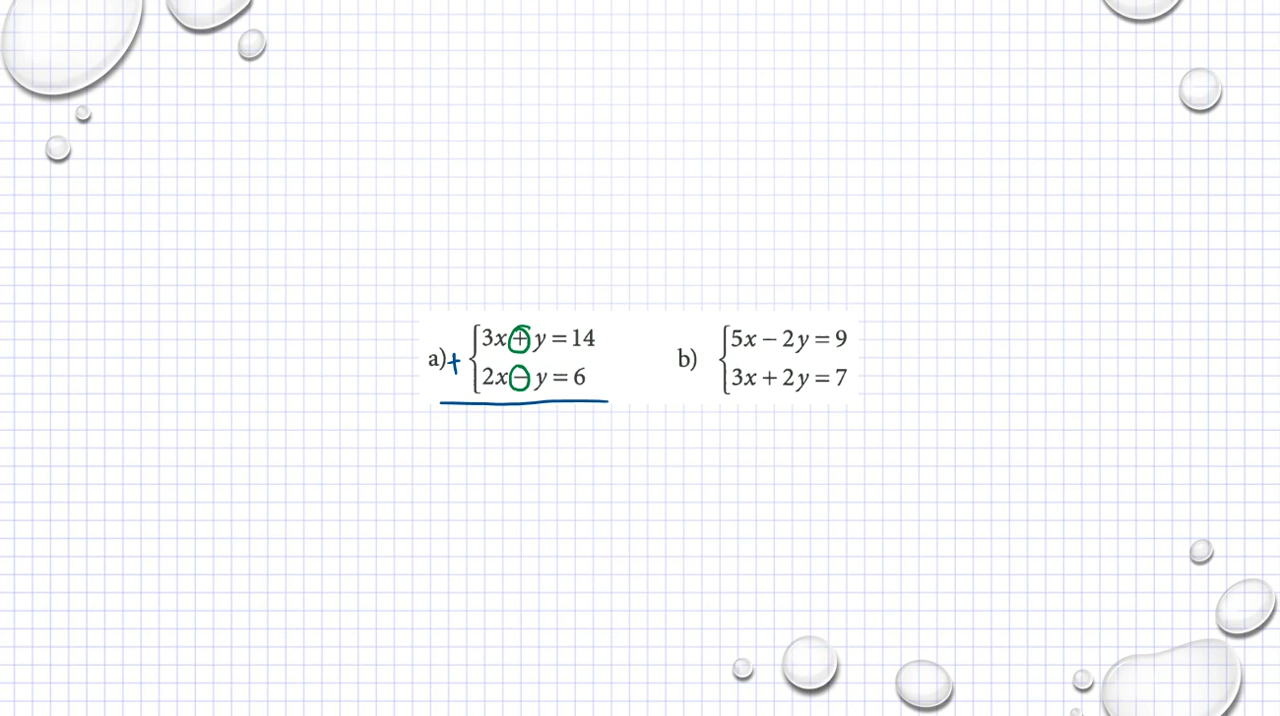 3x + y = 14
a) +
2x − y = 6
5x − 2y = 9
b)
3x + 2y = 7